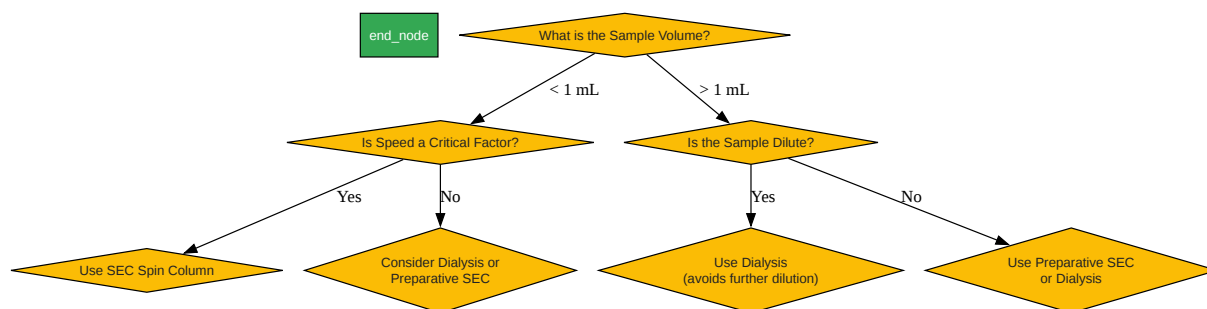 end_node
What is the Sample Volume?
< 1 mL
> 1 mL
Is Speed a Critical Factor?
Is the Sample Dilute?
Yes
No
Yes
No
Use SEC Spin Column
Consider Dialysis or
Preparative SEC
Use Dialysis
(avoids further dilution)
Use Preparative SEC
or Dialysis